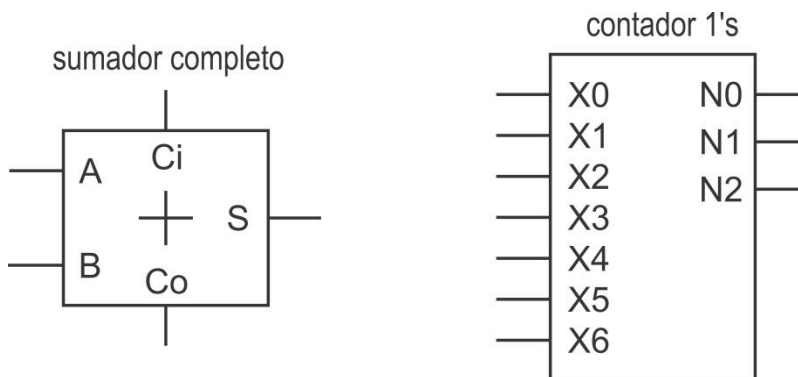 sumador completo
Ci
A
S
B
Co
contador 1's
X0 N0
X1 N1
X2 N2
X3
X4
X5
X6